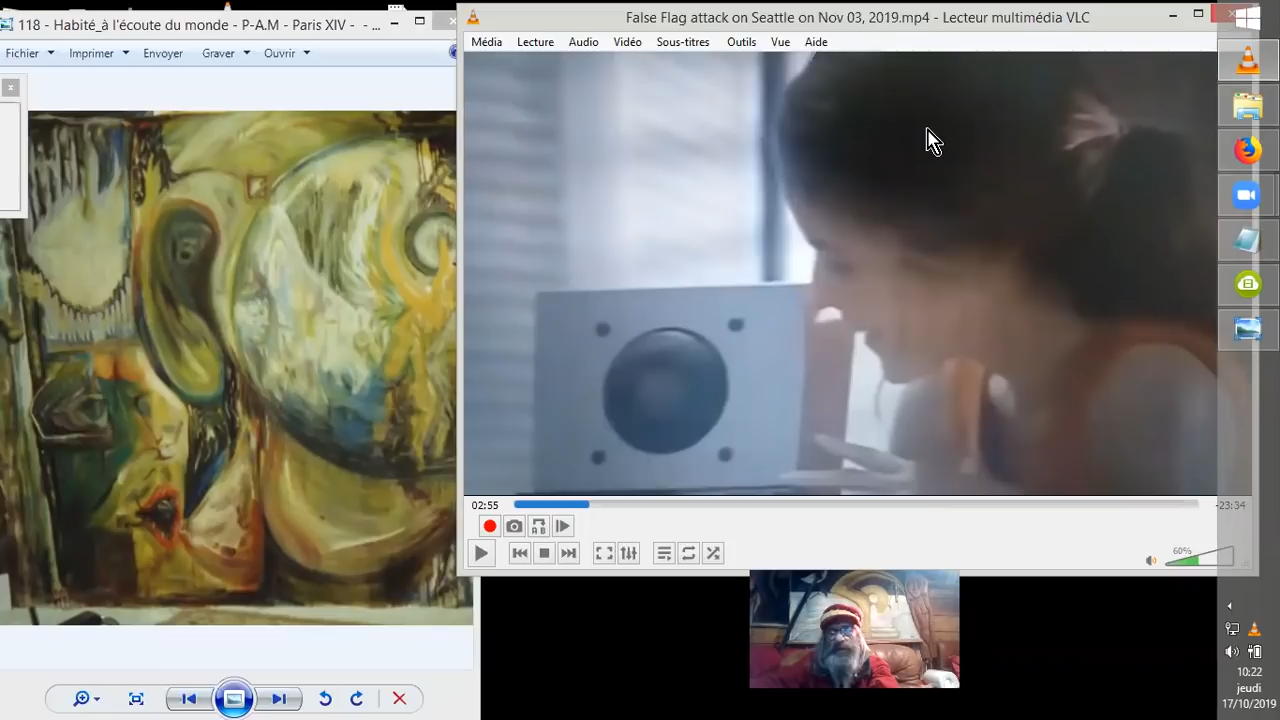 118 - Habité_à l'écoute du monde - P-A-M - Paris XIV - - ...
Fichier Imprimer Envoyer Graver Ouvrir
False Flag attack on Seattle on Nov 03, 2019.mp4 - Lecteur multimédia VLC
Média Lecture Audio Vidéo Sous-titres Outils Vue Aide
02:55 -23:34
A B
60%
10:22
jeudi
17/10/2019